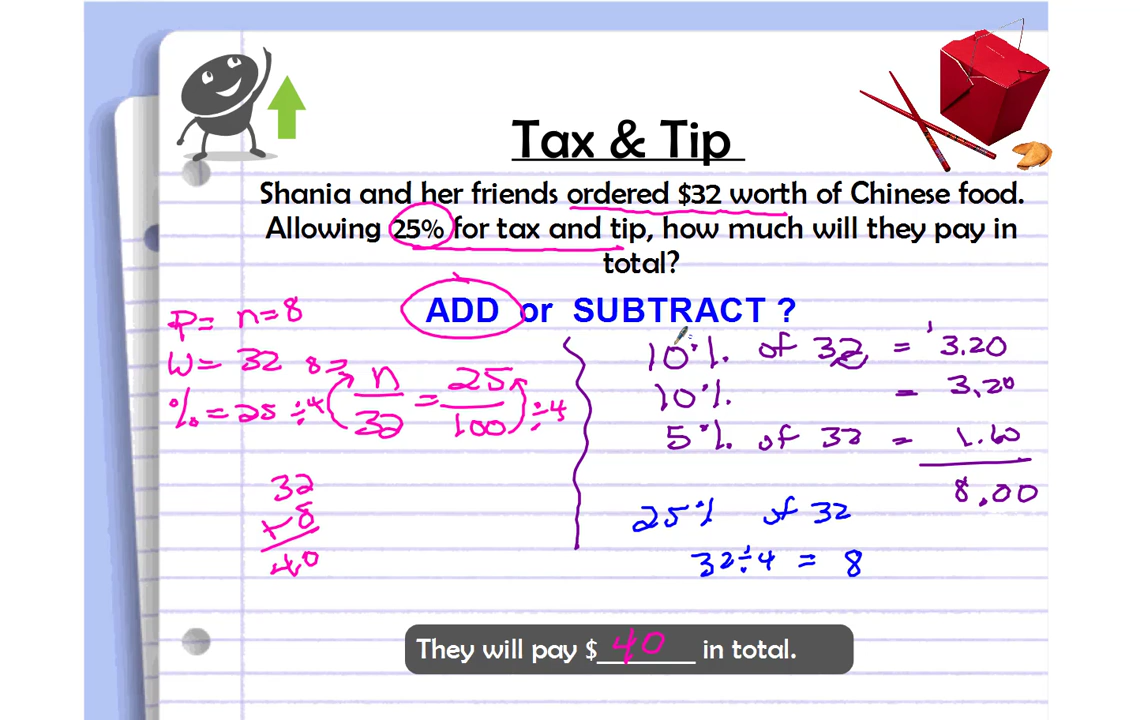 Tax & Tip
Shania and her friends ordered $32 worth of Chinese food.
Allowing 25% for tax and tip, how much will they pay in
total?
ADD or SUBTRACT ?
P = n = 8
W = 32
% = 25
8 =
÷4 n/32 = 25/100 ÷4
32
+ 8
40
10% of 32 = 3.20
10% = 3.20
5% of 32 = 1.60
8.00
25% of 32
32 ÷ 4 = 8
They will pay $ 40 in total.